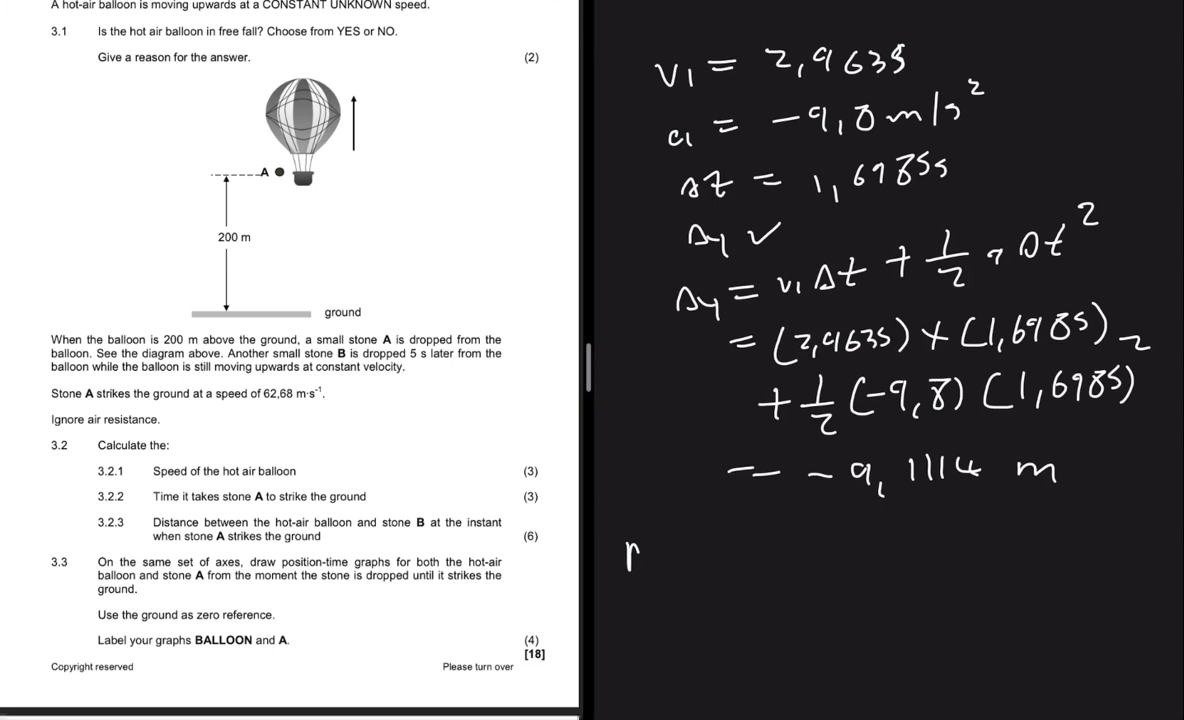 A hot-air balloon is moving upwards at a CONSTANT UNKNOWN speed.
3.1 Is the hot air balloon in free fall? Choose from YES or NO.
Give a reason for the answer. (2)
A
200 m
ground
When the balloon is 200 m above the ground, a small stone A is dropped from the
balloon. See the diagram above. Another small stone B is dropped 5 s later from the
balloon while the balloon is still moving upwards at constant velocity.
Stone A strikes the ground at a speed of 62,68 m·s⁻¹.
Ignore air resistance.
3.2 Calculate the:
3.2.1 Speed of the hot air balloon (3)
3.2.2 Time it takes stone A to strike the ground (3)
3.2.3 Distance between the hot-air balloon and stone B at the instant
when stone A strikes the ground (6)
3.3 On the same set of axes, draw position-time graphs for both the hot-air
balloon and stone A from the moment the stone is dropped until it strikes the
ground.
Use the ground as zero reference.
Label your graphs BALLOON and A. (4)
[18]
Copyright reserved Please turn over
v1 = 2,9635
a = -9,8 m/s²
Δt = 1,6985s
Δy ✓
Δy = v1 Δt + 1/2 a Δt²
= (2,9635) × (1,6985)
+ 1/2 (-9,8) (1,6985)²
= -9,1114 m